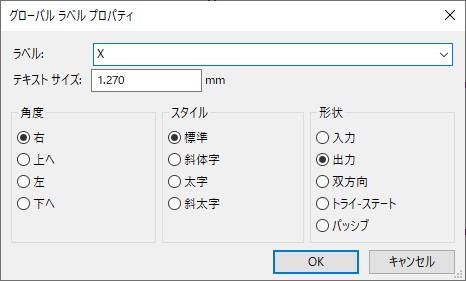 グローバル ラベル プロパティ
ラベル: X
テキスト サイズ: 1.270 mm
角度 スタイル 形状
右 標準 入力
上へ 斜体字 出力
左 太字 双方向
下へ 斜太字 トライ-ステート
パッシブ
OK キャンセル